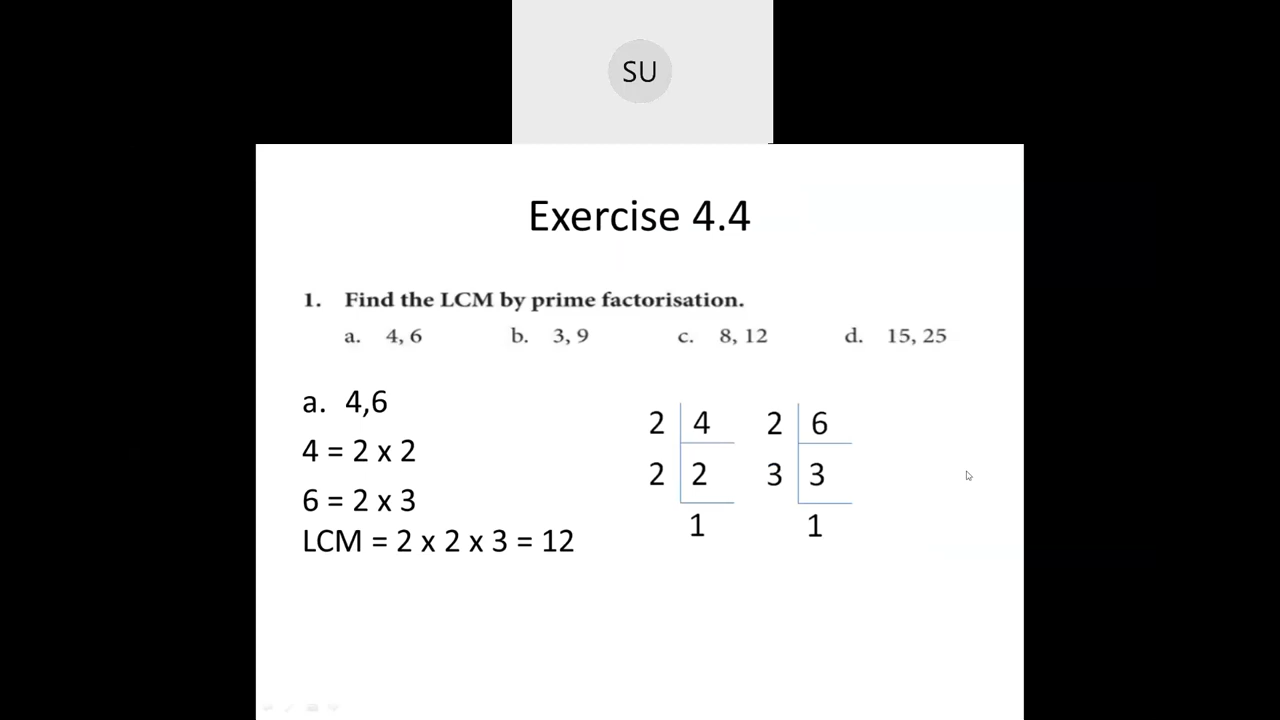 SU
Exercise 4.4
1. Find the LCM by prime factorisation.
a. 4, 6 b. 3, 9 c. 8, 12 d. 15, 25
a. 4,6
4 = 2 x 2
6 = 2 x 3
LCM = 2 x 2 x 3 = 12
2 4 2 6
2 2 3 3
1 1